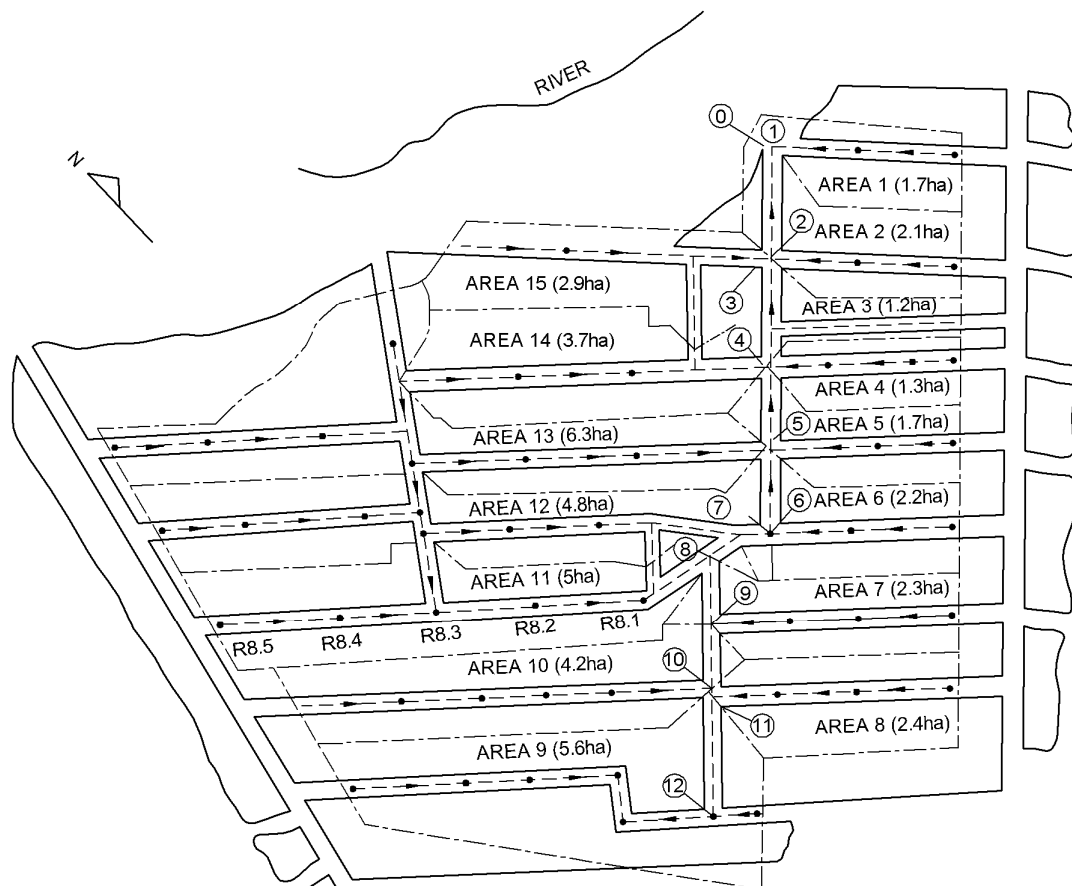 RIVER
N
0
1
AREA 1 (1.7ha)
2
AREA 2 (2.1ha)
AREA 15 (2.9ha)
3
AREA 3 (1.2ha)
AREA 14 (3.7ha)
4
AREA 4 (1.3ha)
AREA 13 (6.3ha)
5
AREA 5 (1.7ha)
AREA 12 (4.8ha)
7
6
AREA 6 (2.2ha)
8
AREA 11 (5ha)
AREA 7 (2.3ha)
9
R8.5
R8.4
R8.3
R8.2
R8.1
AREA 10 (4.2ha)
10
11
AREA 8 (2.4ha)
AREA 9 (5.6ha)
12